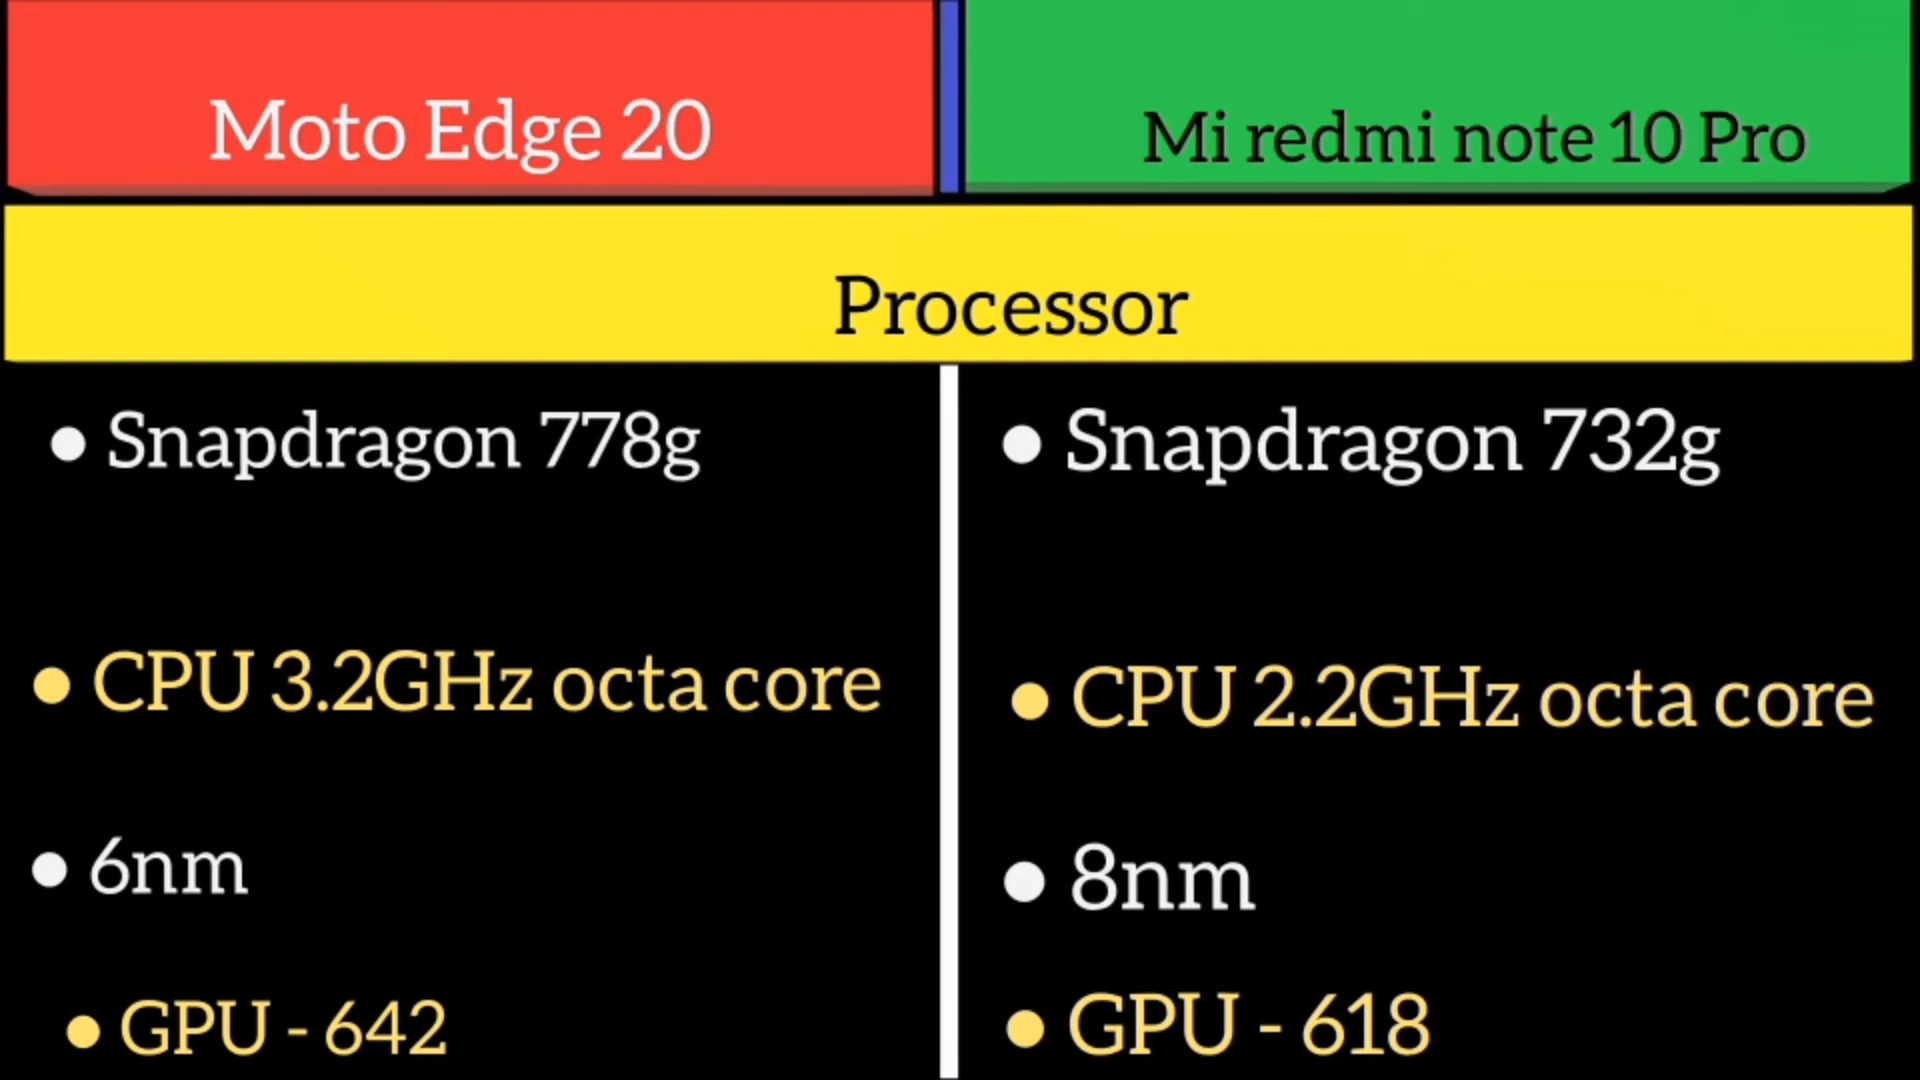 Moto Edge 20
Mi redmi note 10 Pro
Processor
• Snapdragon 778g
• CPU 3.2GHz octa core
• 6nm
• GPU - 642
• Snapdragon 732g
• CPU 2.2GHz octa core
• 8nm
• GPU - 618